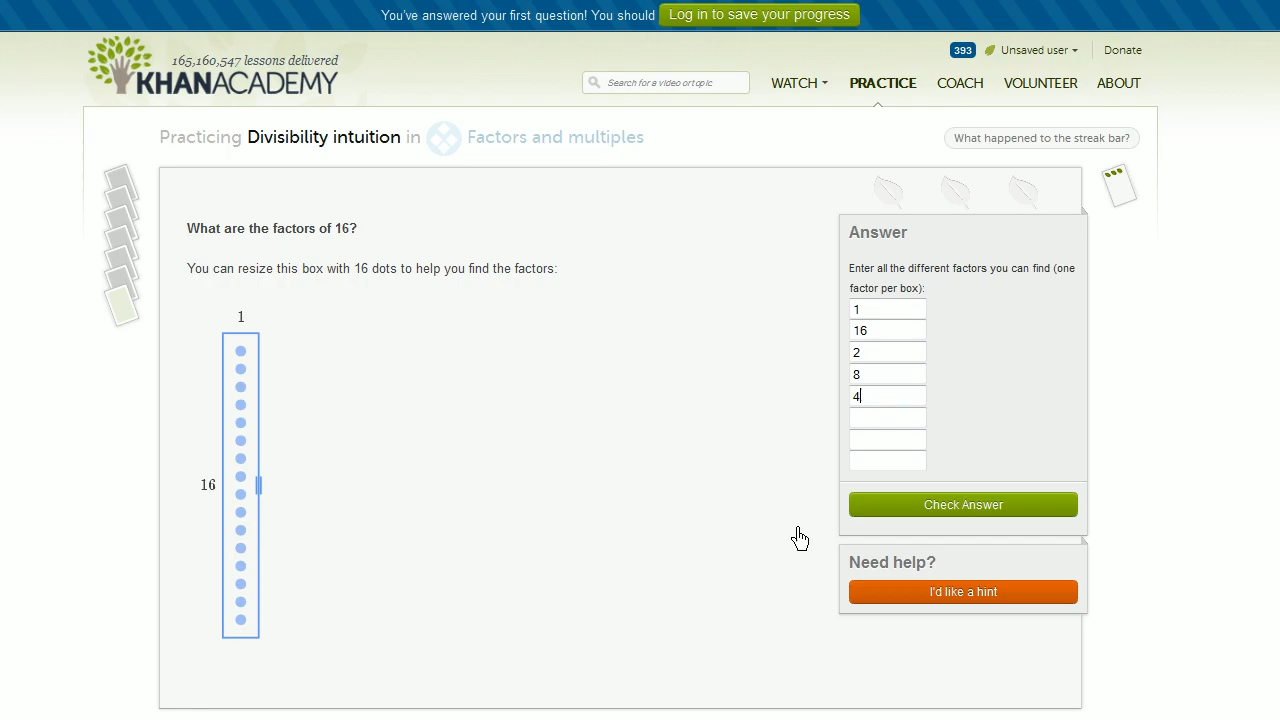 You've answered your first question! You should Log in to save your progress
165,160,547 lessons delivered
KHANACADEMY
393 Unsaved user Donate
Search for a video or topic
WATCH PRACTICE COACH VOLUNTEER ABOUT
Practicing Divisibility intuition in Factors and multiples
What happened to the streak bar?
What are the factors of 16?
You can resize this box with 16 dots to help you find the factors:
1
16
Answer
Enter all the different factors you can find (one
factor per box):
1
16
2
8
4
Check Answer
Need help?
I'd like a hint